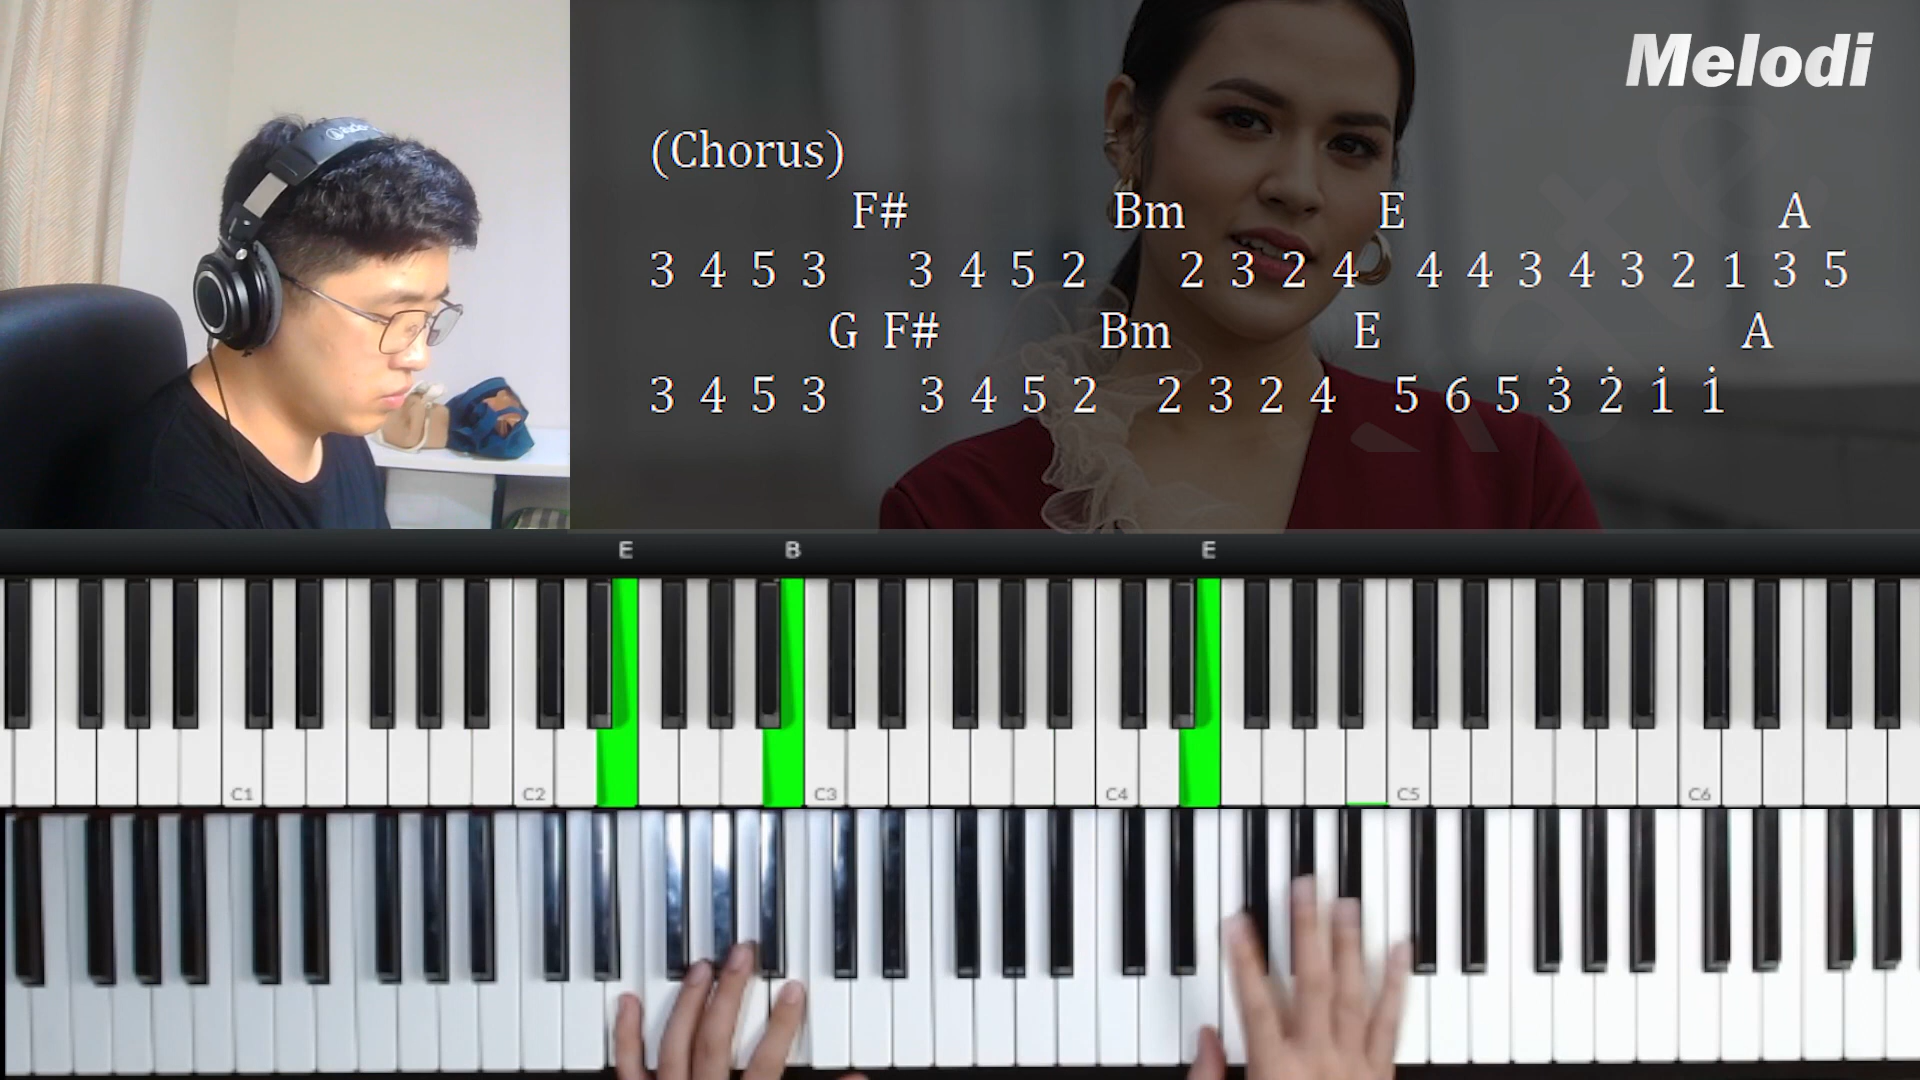 Melodi
(Chorus)
F# Bm E A
3 4 5 3 3 4 5 2 2 3 2 4 4 4 3 4 3 2 1 3 5
G F# Bm E A
3 4 5 3 3 4 5 2 2 3 2 4 5 6 5 3̇ 2̇ 1̇ 1̇
E B E
C1 C2 C3 C4 C5 C6